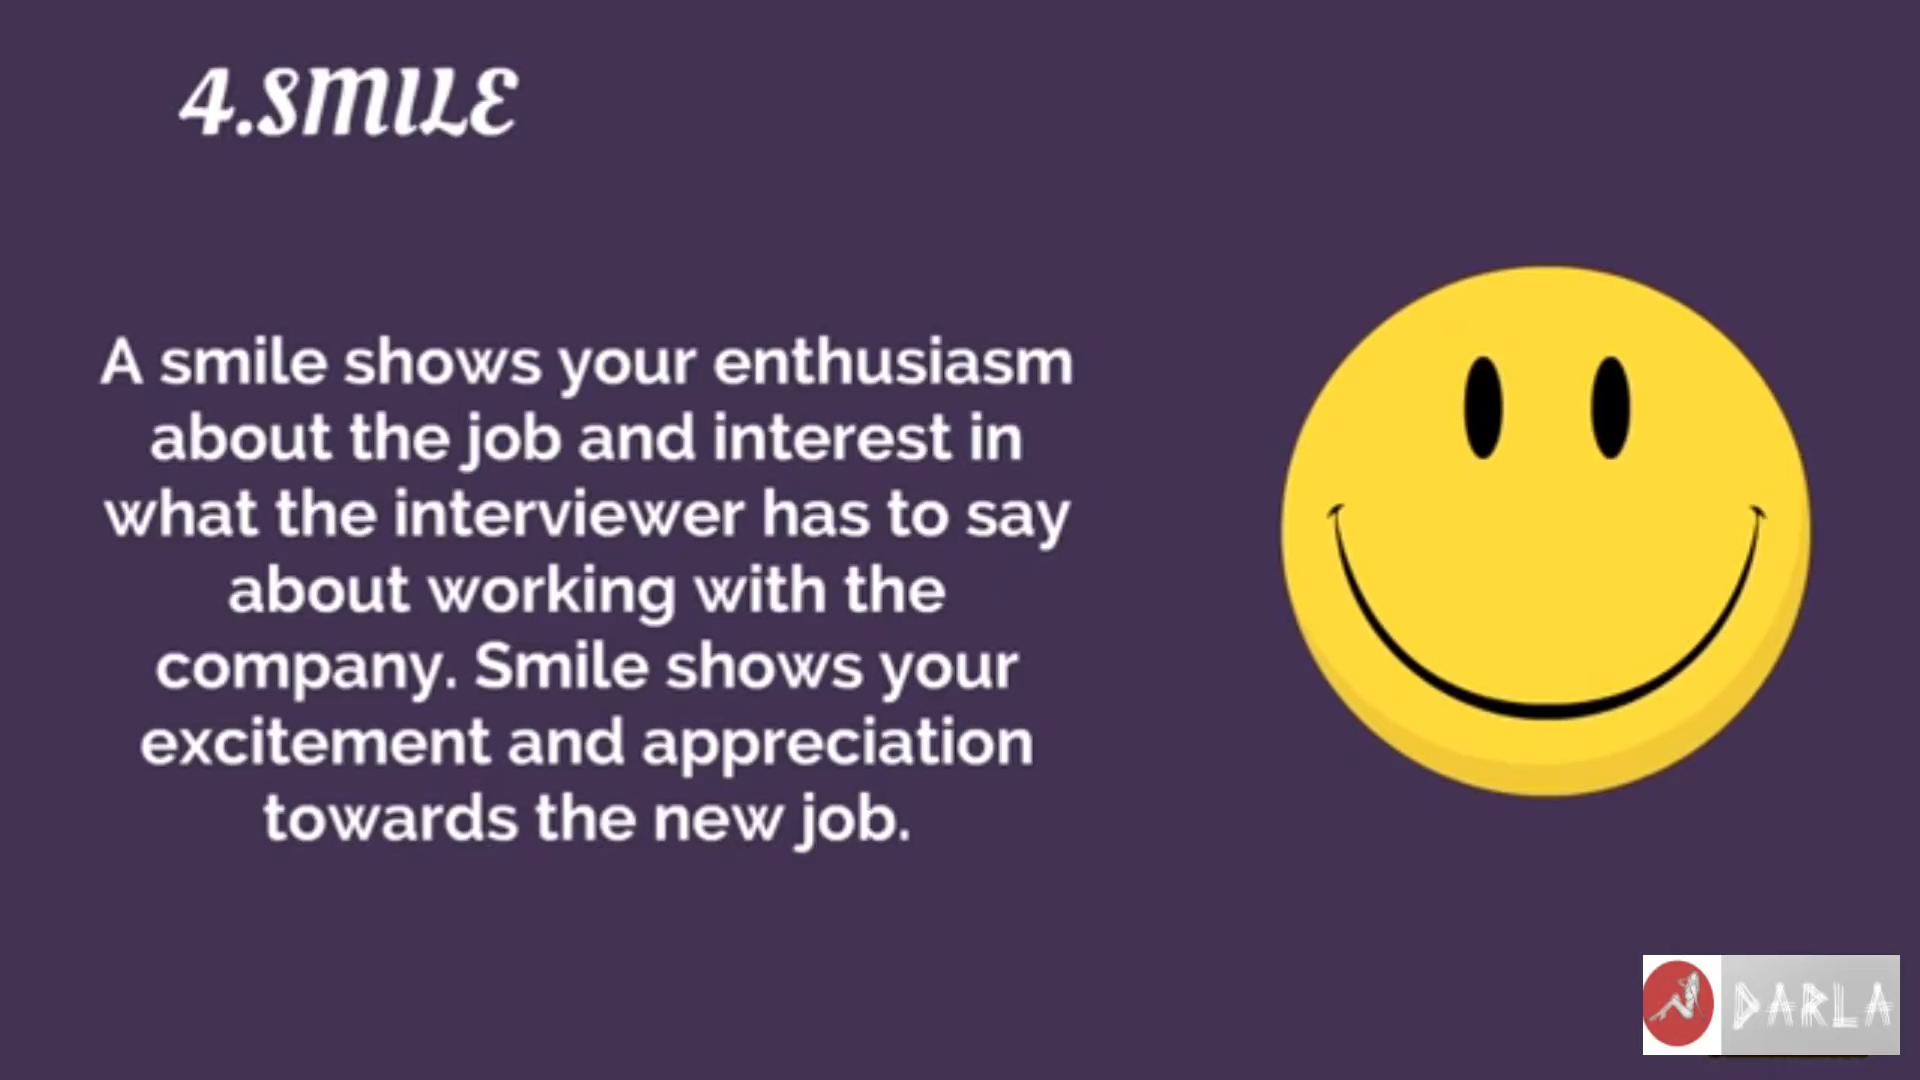 4.SMILE
A smile shows your enthusiasm
about the job and interest in
what the interviewer has to say
about working with the
company. Smile shows your
excitement and appreciation
towards the new job.
DARLA